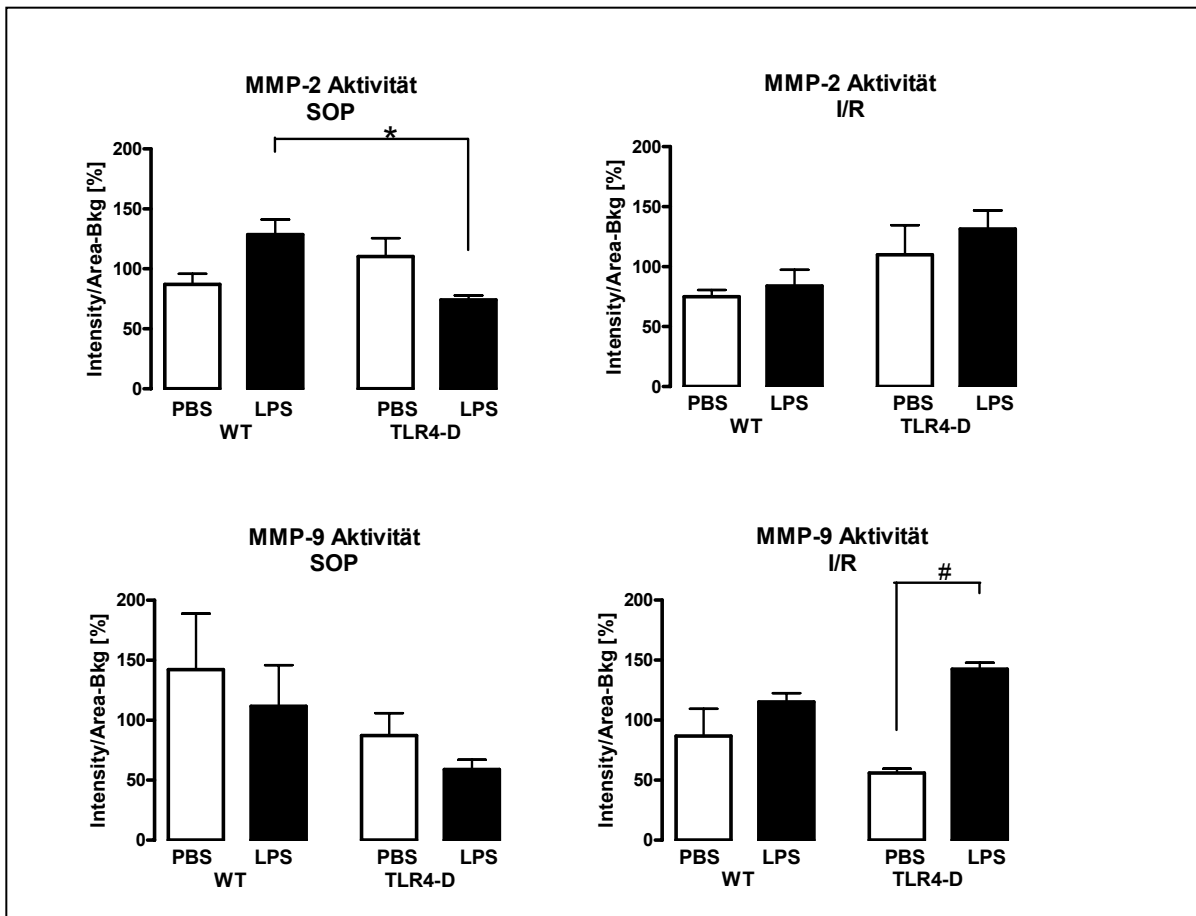 MMP-2 Aktivität
SOP
*
Intensity/Area-Bkg [%]
200
150
100
50
0
PBS LPS PBS LPS
WT TLR4-D
MMP-2 Aktivität
I/R
Intensity/Area-Bkg [%]
200
150
100
50
0
PBS LPS PBS LPS
WT TLR4-D
MMP-9 Aktivität
SOP
Intensity/Area-Bkg [%]
200
150
100
50
0
PBS LPS PBS LPS
WT TLR4-D
MMP-9 Aktivität
I/R
#
Intensity/Area-Bkg [%]
200
150
100
50
0
PBS LPS PBS LPS
WT TLR4-D